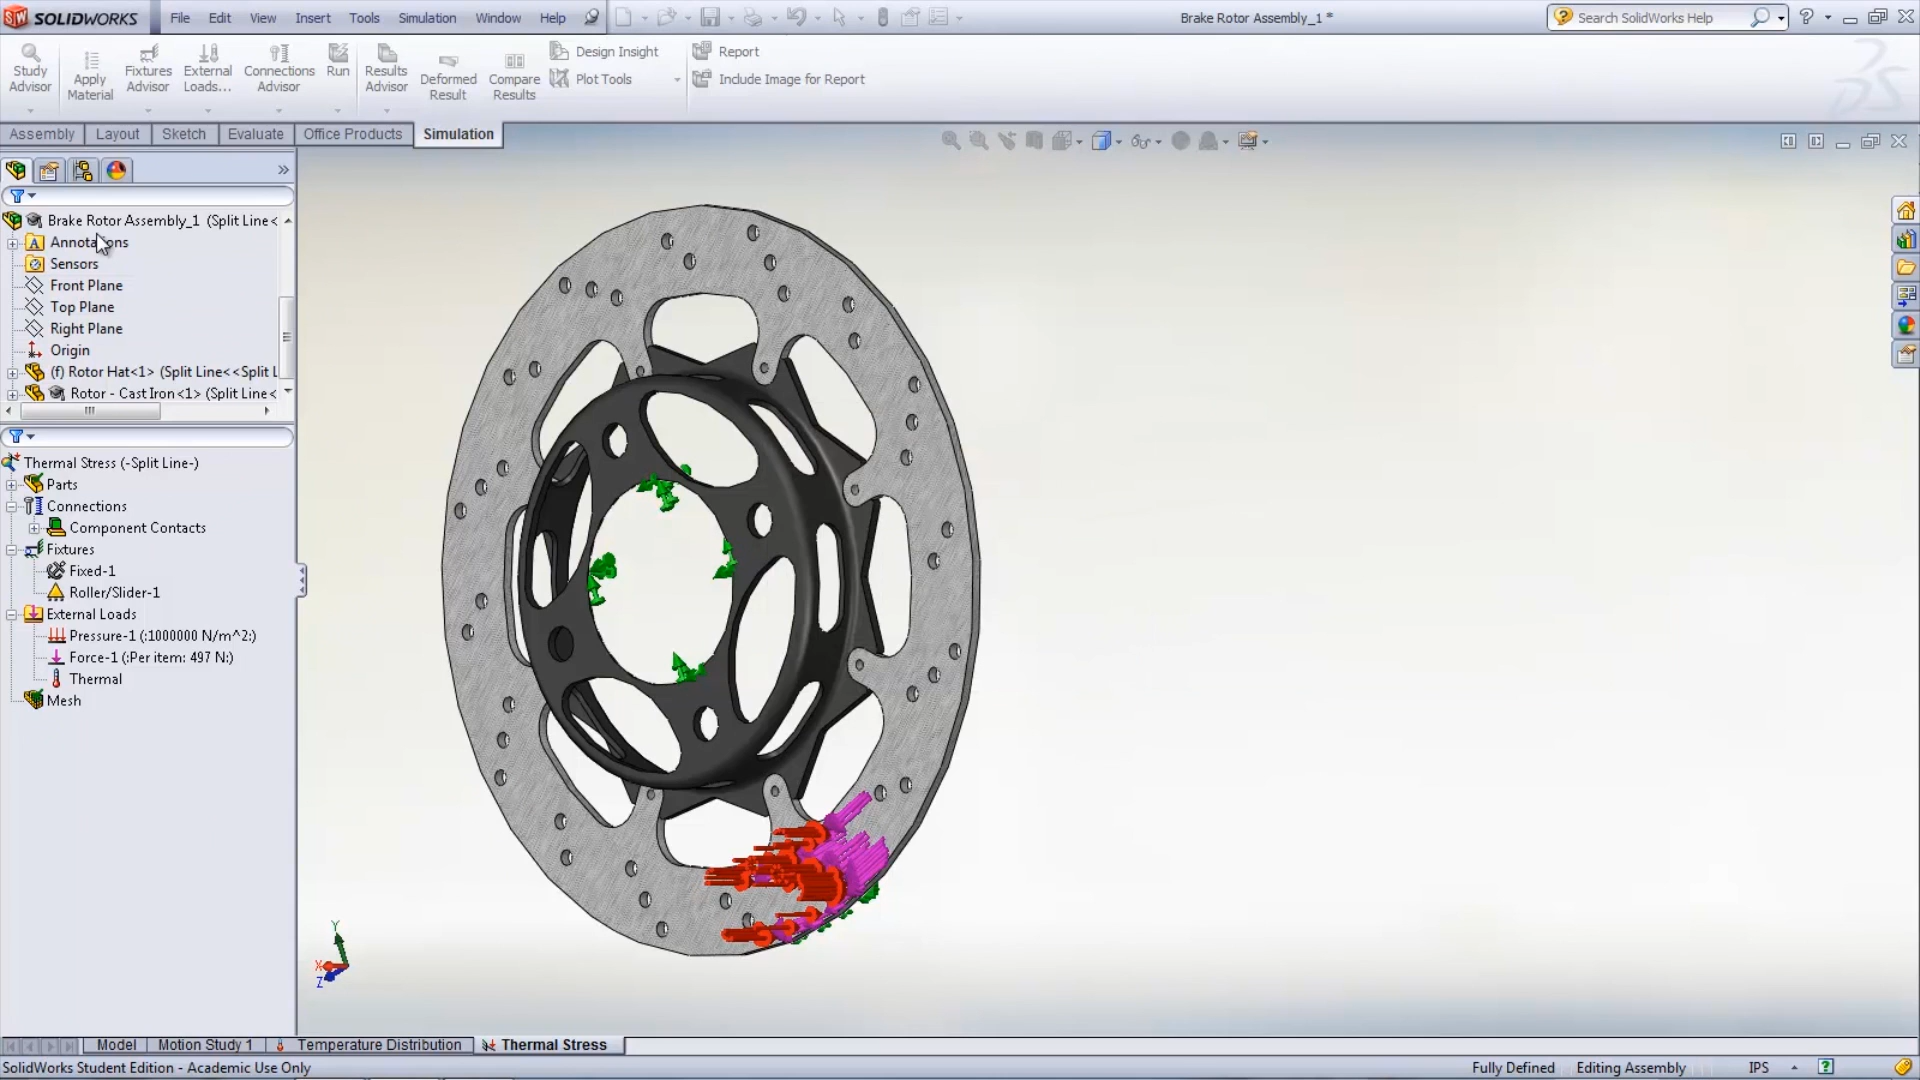 SOLIDWORKS File Edit View Insert Tools Simulation Window Help Brake Rotor Assembly_1 * Search SolidWorks Help
Study Advisor
Apply Material
Fixtures Advisor
External Loads...
Connections Advisor
Run
Results Advisor
Deformed Result
Compare Results
Design Insight
Plot Tools
Report
Include Image for Report
Assembly Layout Sketch Evaluate Office Products Simulation
Brake Rotor Assembly_1 (Split Line<
Annotations
Sensors
Front Plane
Top Plane
Right Plane
Origin
(f) Rotor Hat<1> (Split Line<<Split L
Rotor - Cast Iron<1> (Split Line<
Thermal Stress (-Split Line-)
Parts
Connections
Component Contacts
Fixtures
Fixed-1
Roller/Slider-1
External Loads
Pressure-1 (:1000000 N/m^2:)
Force-1 (:Per item: 497 N:)
Thermal
Mesh
Y
X
Z
Model Motion Study 1 Temperature Distribution Thermal Stress
SolidWorks Student Edition - Academic Use Only Fully Defined Editing Assembly IPS